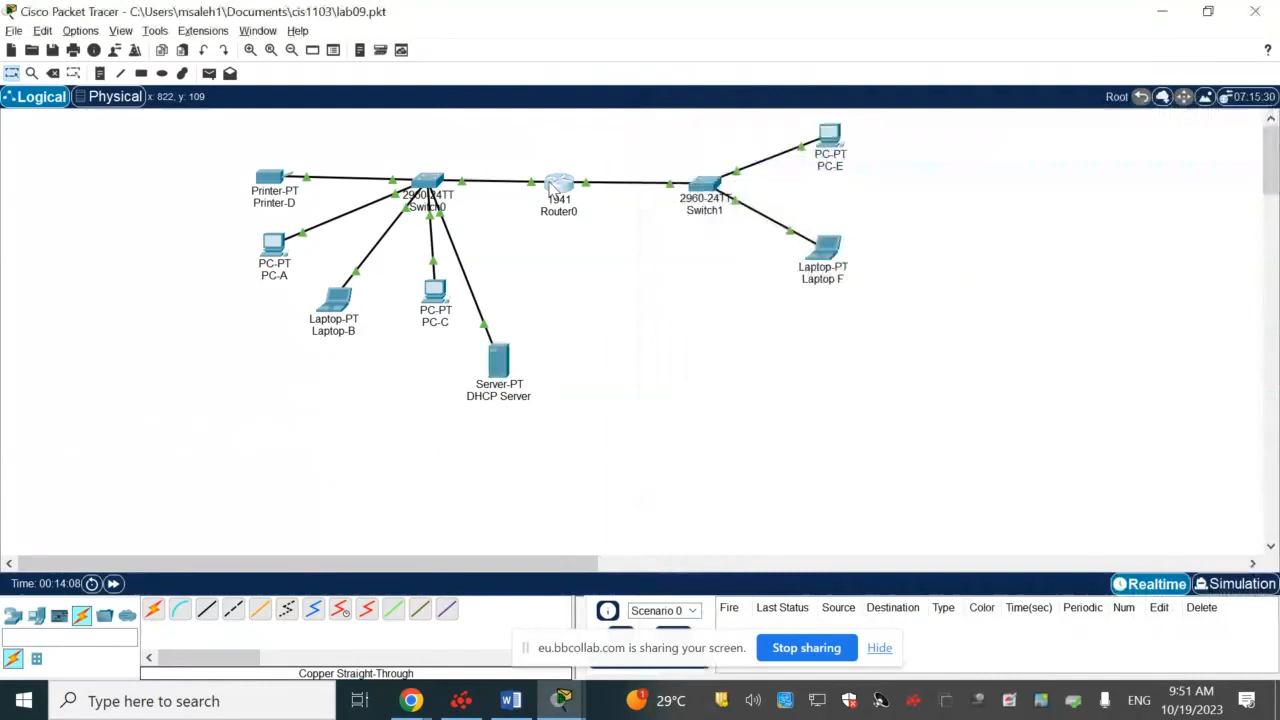 Cisco Packet Tracer - C:\Users\msaleh1\Documents\cis1103\lab09.pkt
File Edit Options View Tools Extensions Window Help
?
Logical Physical x: 822, y: 109 Root 07:15:30
PC-PT
PC-E
Printer-PT
Printer-D
2960-24TT
Switch0
1941
Router0
2960-24TT
Switch1
PC-PT
PC-A
Laptop-PT
Laptop F
Laptop-PT
Laptop-B
PC-PT
PC-C
Server-PT
DHCP Server
Time: 00:14:08 Realtime Simulation
Scenario 0 Fire Last Status Source Destination Type Color Time(sec) Periodic Num Edit Delete
eu.bbcollab.com is sharing your screen. Stop sharing Hide
Copper Straight-Through
Type here to search 1 29°C ENG 9:51 AM
10/19/2023